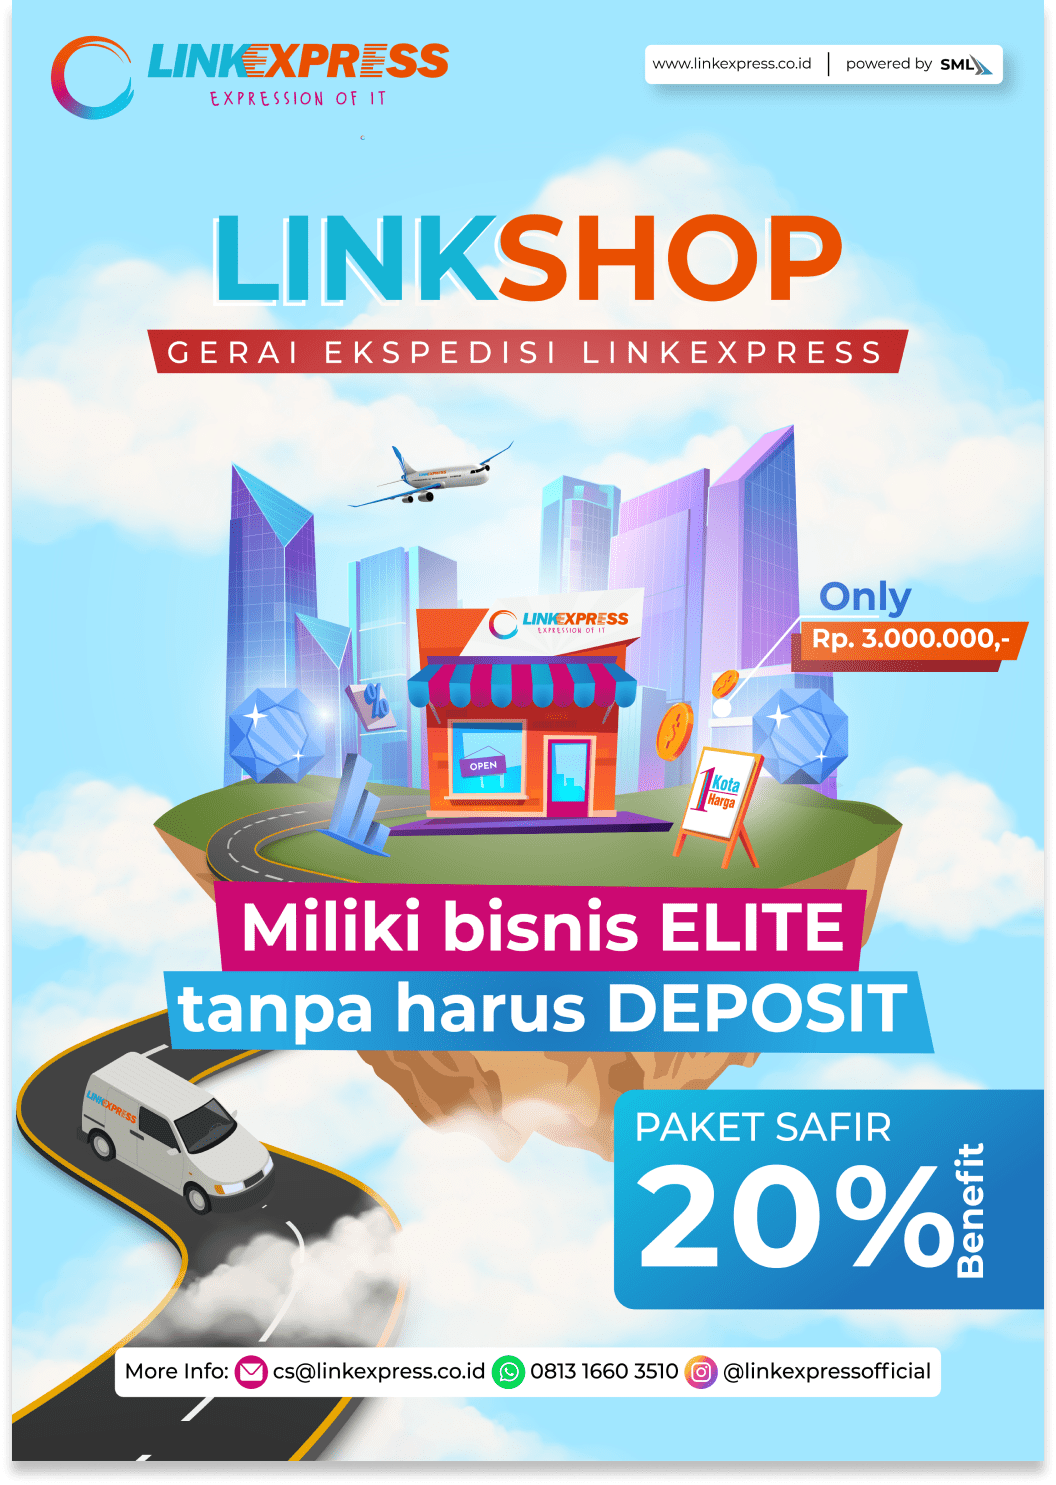 LINKEXPRESS
EXPRESSION OF IT
www.linkexpress.co.id | powered by SML
LINKSHOP
GERAI EKSPEDISI LINKEXPRESS
LINKEXPRESS
Only
Rp. 3.000.000,-
LINKEXPRESS
EXPRESSION OF IT
%
OPEN
1 Kota
1 Harga
Miliki bisnis ELITE
tanpa harus DEPOSIT
LINKEXPRESS
PAKET SAFIR
20%
Benefit
More Info: cs@linkexpress.co.id 0813 1660 3510 @linkexpressofficial